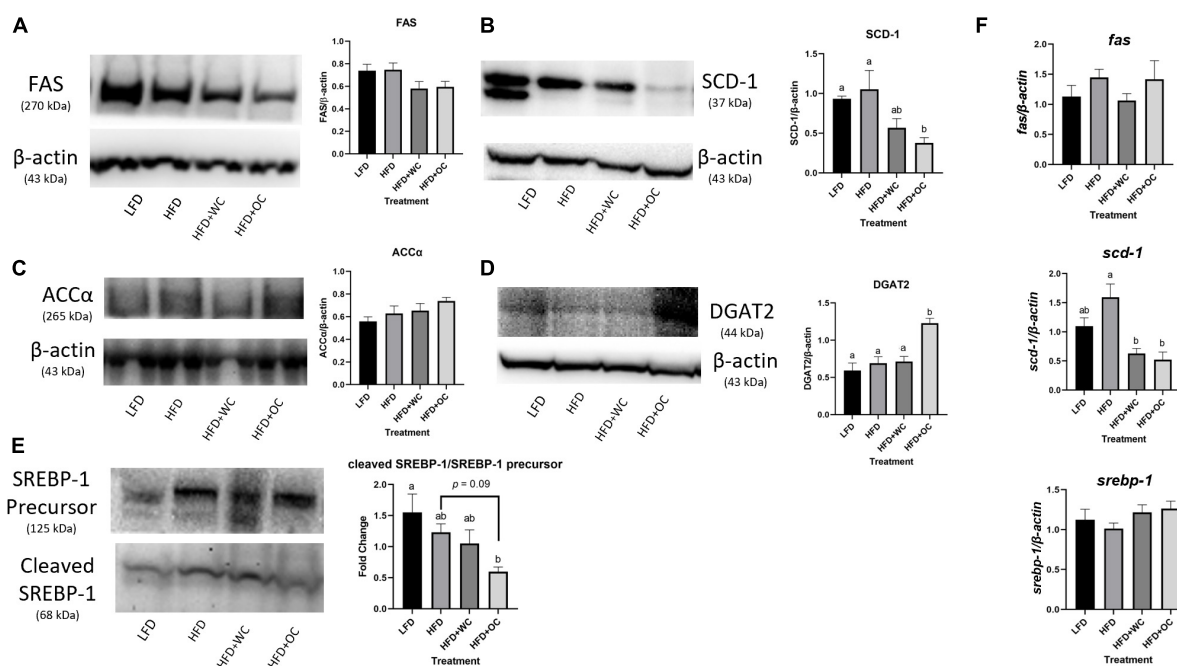 A
FAS
(270 kDa)
β-actin
(43 kDa)
LFD
HFD
HFD+WC
HFD+OC
FAS
FAS/β-actin
1.0
0.8
0.6
0.4
0.2
0.0
LFD
HFD
HFD+WC
HFD+OC
Treatment
B
SCD-1
(37 kDa)
β-actin
(43 kDa)
LFD
HFD
HFD+WC
HFD+OC
SCD-1
SCD-1/β-actin
1.5
1.0
0.5
0.0
a
a
ab
b
LFD
HFD
HFD+WC
HFD+OC
Treatment
C
ACCα
(265 kDa)
β-actin
(43 kDa)
LFD
HFD
HFD+WC
HFD+OC
ACCα
ACCα/β-actin
1.0
0.8
0.6
0.4
0.2
0.0
LFD
HFD
HFD+WC
HFD+OC
Treatment
D
DGAT2
(44 kDa)
β-actin
(43 kDa)
LFD
HFD
HFD+WC
HFD+OC
DGAT2
DGAT2/β-actin
1.5
1.0
0.5
0.0
a
a
a
b
LFD
HFD
HFD+WC
HFD+OC
Treatment
E
SREBP-1
Precursor
(125 kDa)
Cleaved
SREBP-1
(68 kDa)
LFD
HFD
HFD+WC
HFD+OC
cleaved SREBP-1/SREBP-1 precursor
Fold Change
2.0
1.5
1.0
0.5
0.0
a
ab
ab
b
p = 0.09
LFD
HFD
HFD+WC
HFD+OC
Treatment
F
fas
fas/β-actin
2.0
1.5
1.0
0.5
0.0
LFD
HFD
HFD+WC
HFD+OC
Treatment
scd-1
scd-1/β-actin
2.0
1.5
1.0
0.5
0.0
ab
a
b
b
LFD
HFD
HFD+WC
HFD+OC
Treatment
srebp-1
srebp-1/β-actin
1.5
1.0
0.5
0.0
LFD
HFD
HFD+WC
HFD+OC
Treatment